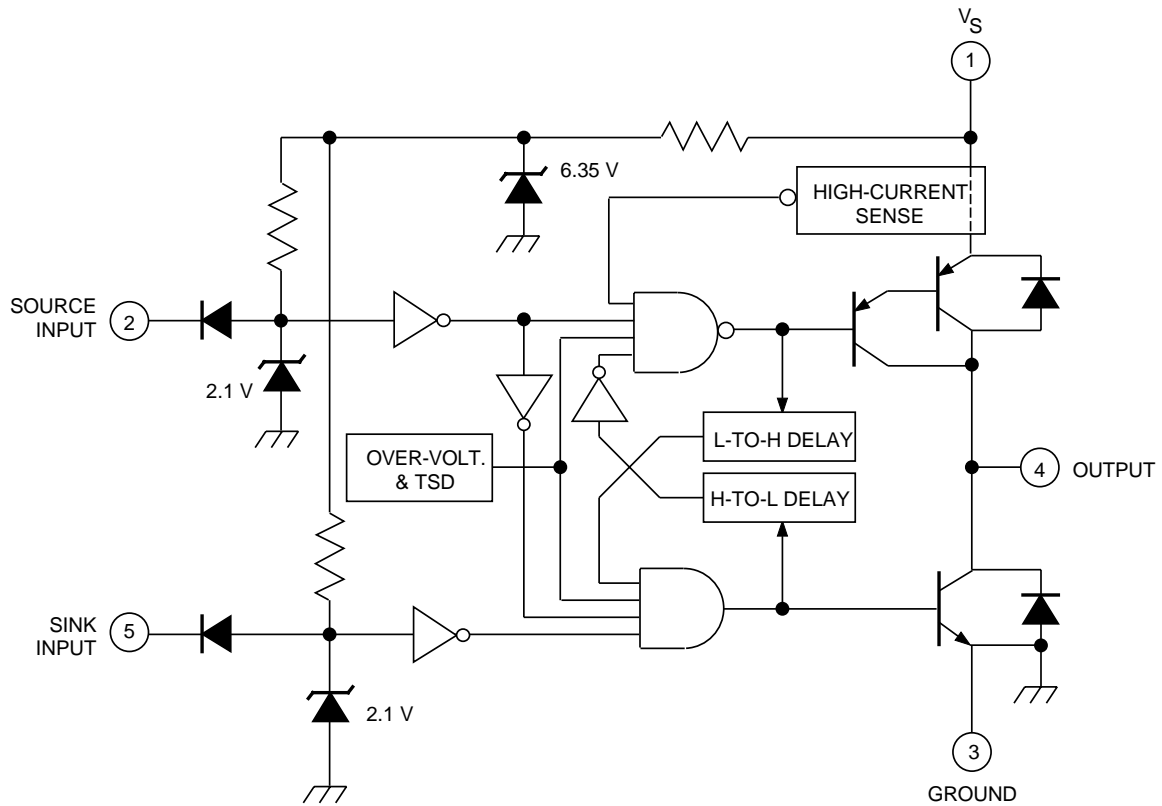 VS
1
6.35 V
HIGH-CURRENT
SENSE
SOURCE
INPUT
2
2.1 V
L-TO-H DELAY
OVER-VOLT.
& TSD
4
OUTPUT
H-TO-L DELAY
SINK
INPUT
5
2.1 V
3
GROUND